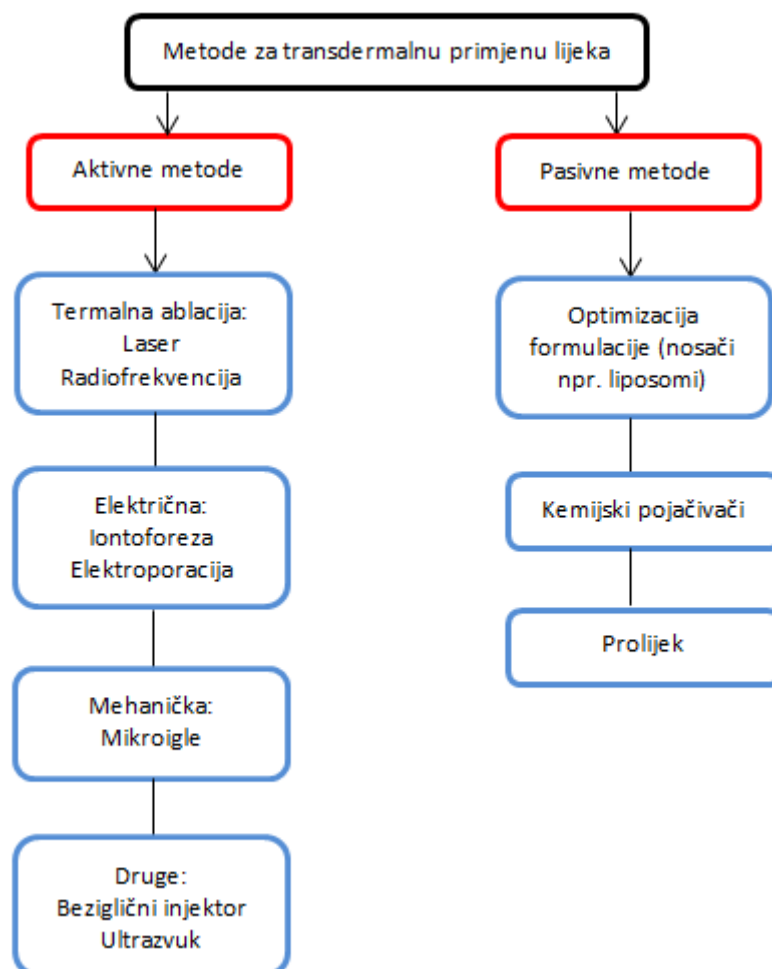 Metode za transdermalnu primjenu lijeka
Aktivne metode
Pasivne metode
Termalna ablacija:
Laser
Radiofrekvencija
Optimizacija
formulacije (nosači
npr. liposomi)
Električna:
Iontoforeza
Elektroporacija
Kemijski pojačivači
Prolijek
Mehanička:
Mikroigle
Druge:
Beziglični injektor
Ultrazvuk